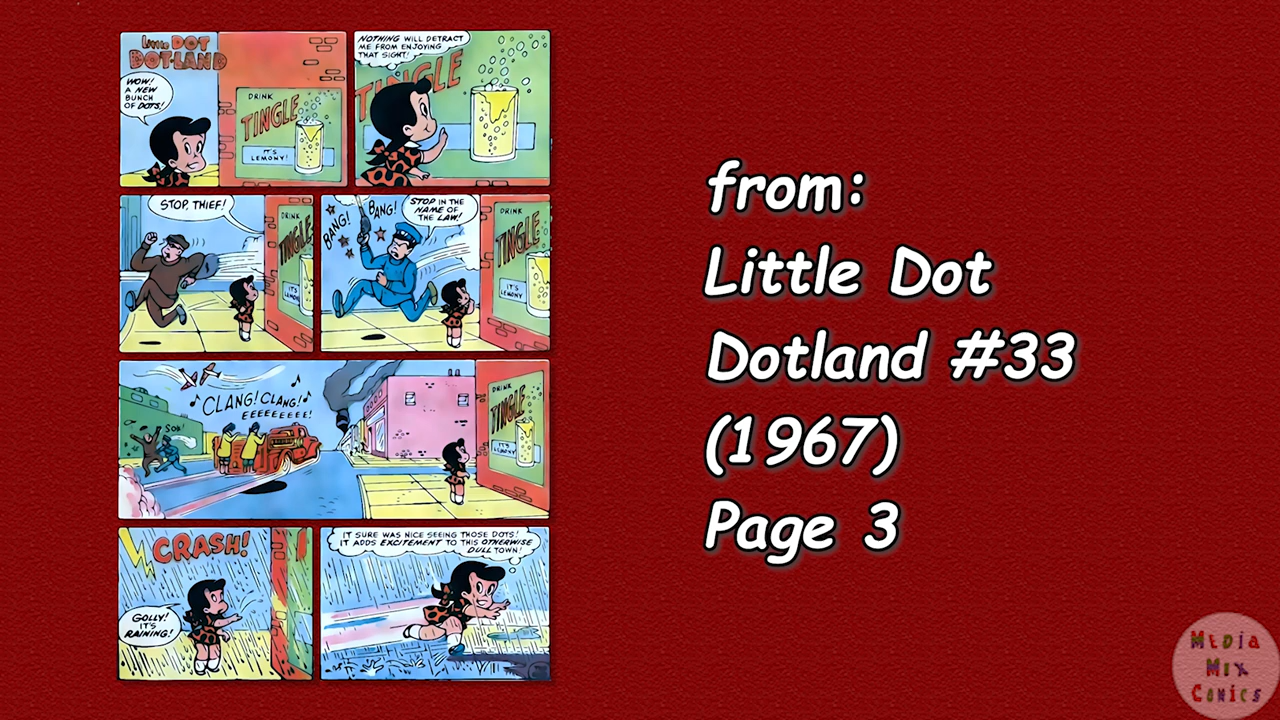 Little DOT
DOT-LAND
WOW!
A NEW
BUNCH
OF DOTS!
DRINK
TINGLE
IT'S
LEMONY!
NOTHING WILL DETRACT
ME FROM ENJOYING
THAT SIGHT!
TINGLE
STOP, THIEF!
DRINK
TINGLE
IT'S
BANG!
BANG!
STOP IN THE
NAME OF
THE LAW!
DRINK
TINGLE
IT'S
LEMONY
CLANG! CLANG!
EEEEEEEEE!
SOK!
DRINK
TINGLE
IT'S
LEMONY
CRASH!
GOLLY!
IT'S
RAINING!
IT SURE WAS NICE SEEING THOSE DOTS!
IT ADDS EXCITEMENT TO THIS OTHERWISE
DULL TOWN!
from:
Little Dot
Dotland #33
(1967)
Page 3
MEDIA
MIX
COMICS